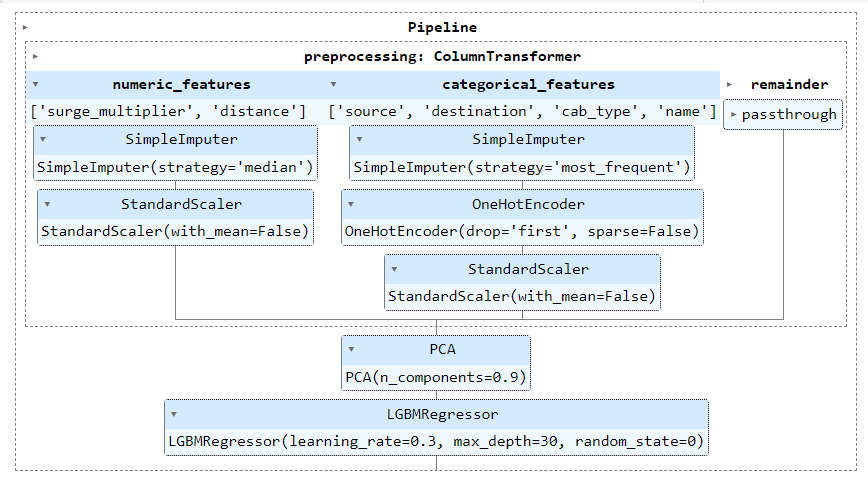 Pipeline
preprocessing: ColumnTransformer
numeric_features
['surge_multiplier', 'distance']
SimpleImputer
SimpleImputer(strategy='median')
StandardScaler
StandardScaler(with_mean=False)
categorical_features
['source', 'destination', 'cab_type', 'name']
SimpleImputer
SimpleImputer(strategy='most_frequent')
OneHotEncoder
OneHotEncoder(drop='first', sparse=False)
StandardScaler
StandardScaler(with_mean=False)
remainder
passthrough
PCA
PCA(n_components=0.9)
LGBMRegressor
LGBMRegressor(learning_rate=0.3, max_depth=30, random_state=0)